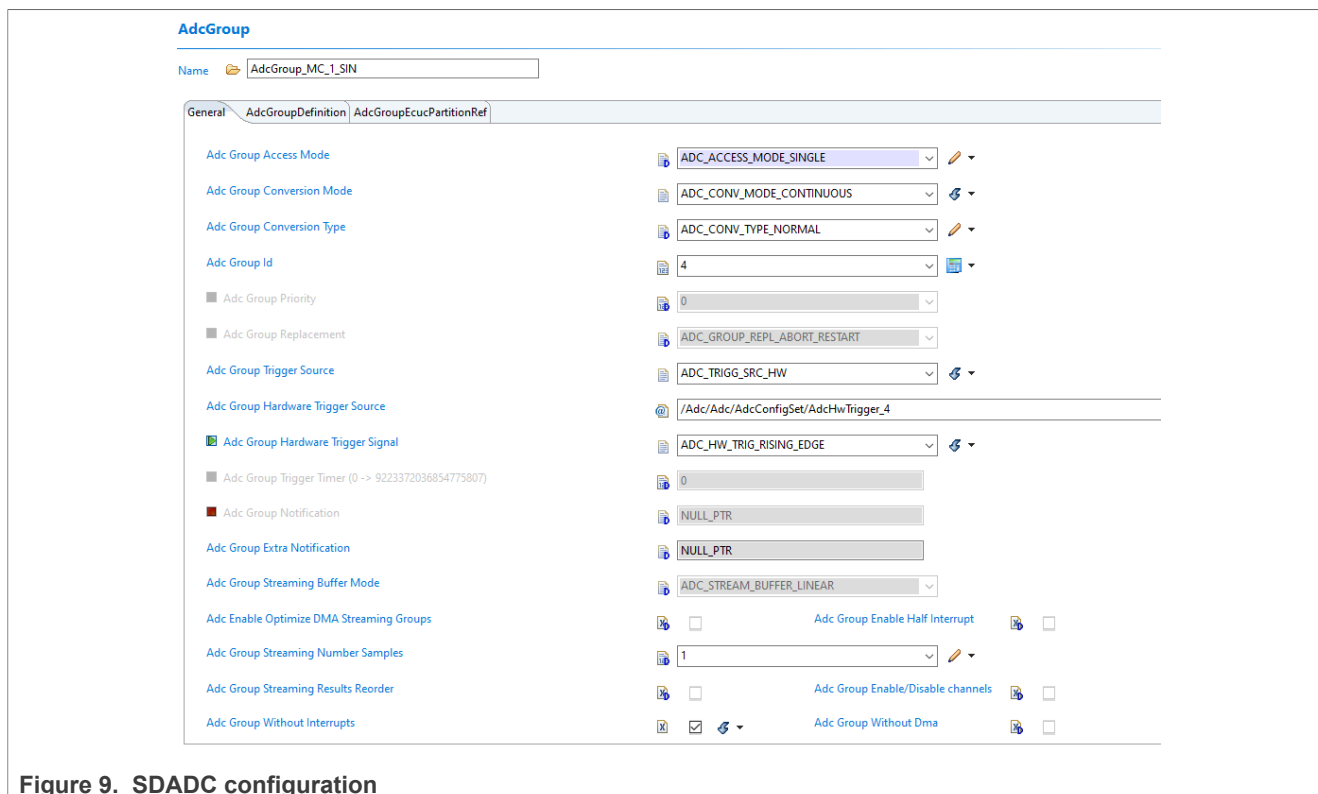 AdcGroup
Name AdcGroup_MC_1_SIN
General AdcGroupDefinition AdcGroupEcucPartitionRef
Adc Group Access Mode ADC_ACCESS_MODE_SINGLE
Adc Group Conversion Mode ADC_CONV_MODE_CONTINUOUS
Adc Group Conversion Type ADC_CONV_TYPE_NORMAL
Adc Group Id 4
Adc Group Priority 0
Adc Group Replacement ADC_GROUP_REPL_ABORT_RESTART
Adc Group Trigger Source ADC_TRIGG_SRC_HW
Adc Group Hardware Trigger Source /Adc/Adc/AdcConfigSet/AdcHwTrigger_4
Adc Group Hardware Trigger Signal ADC_HW_TRIG_RISING_EDGE
Adc Group Trigger Timer (0 -> 9223372036854775807) 0
Adc Group Notification NULL_PTR
Adc Group Extra Notification NULL_PTR
Adc Group Streaming Buffer Mode ADC_STREAM_BUFFER_LINEAR
Adc Enable Optimize DMA Streaming Groups Adc Group Enable Half Interrupt
Adc Group Streaming Number Samples 1
Adc Group Streaming Results Reorder Adc Group Enable/Disable channels
Adc Group Without Interrupts Adc Group Without Dma
Figure 9. SDADC configuration